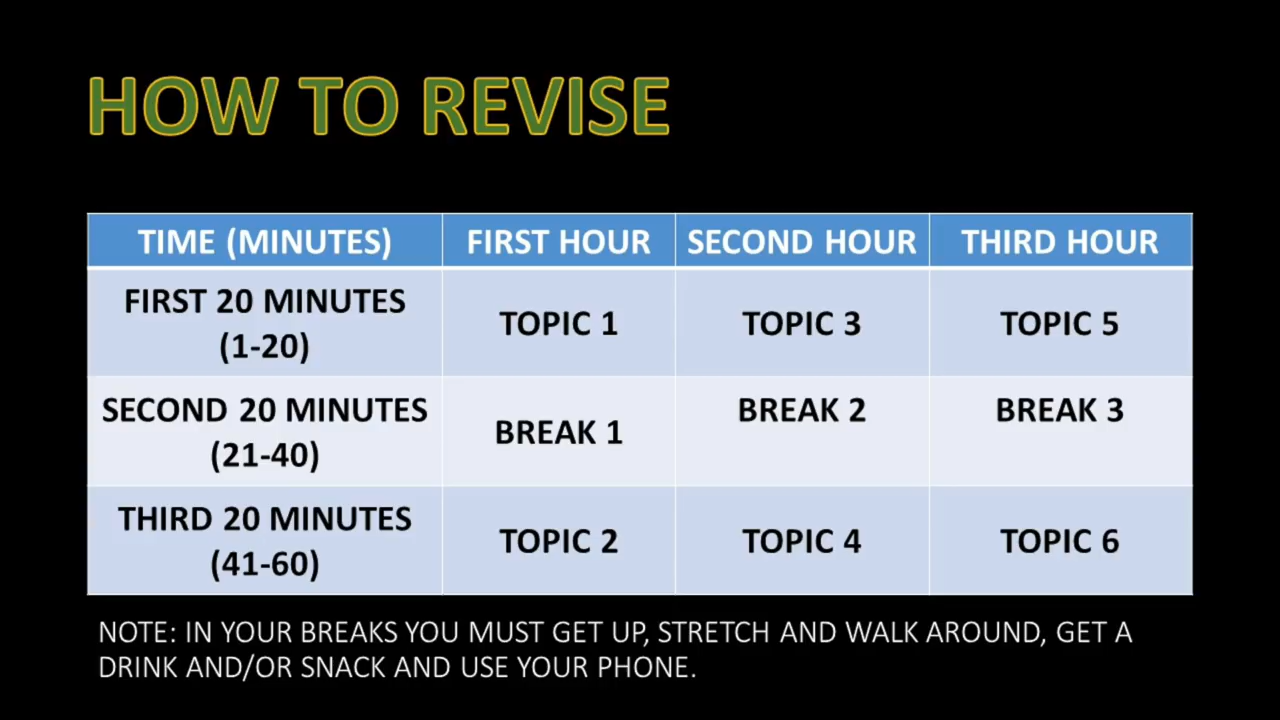 HOW TO REVISE
TIME (MINUTES) FIRST HOUR SECOND HOUR THIRD HOUR
FIRST 20 MINUTES
(1-20)
TOPIC 1 TOPIC 3 TOPIC 5
SECOND 20 MINUTES
(21-40)
BREAK 1 BREAK 2 BREAK 3
THIRD 20 MINUTES
(41-60)
TOPIC 2 TOPIC 4 TOPIC 6
NOTE: IN YOUR BREAKS YOU MUST GET UP, STRETCH AND WALK AROUND, GET A
DRINK AND/OR SNACK AND USE YOUR PHONE.